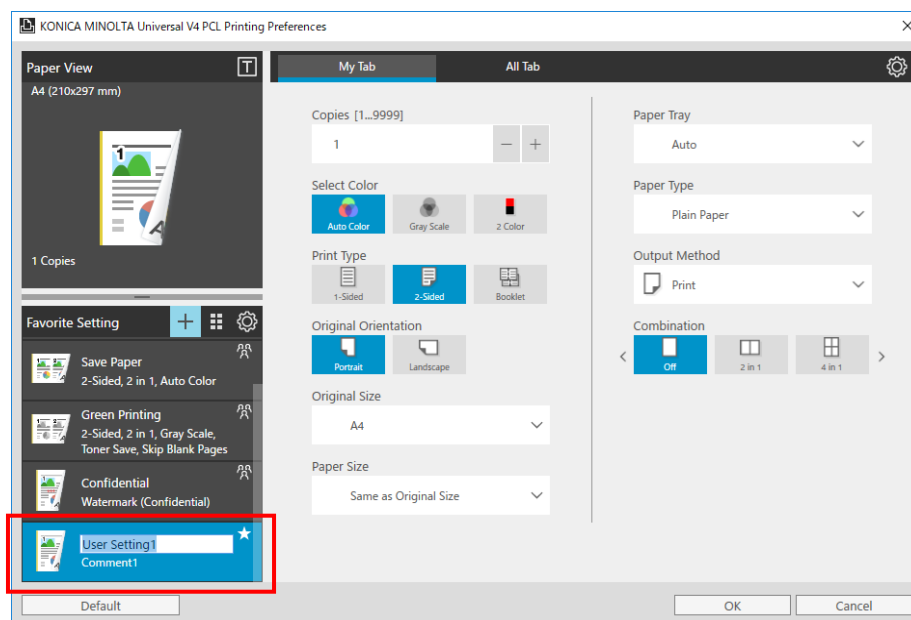 KONICA MINOLTA Universal V4 PCL Printing Preferences
Paper View
T
A4 (210x297 mm)
1
A
1 Copies
Favorite Setting
Save Paper
2-Sided, 2 in 1, Auto Color
Green Printing
2-Sided, 2 in 1, Gray Scale,
Toner Save, Skip Blank Pages
Confidential
Watermark (Confidential)
User Setting1
Comment1
Default
My Tab
All Tab
Copies [1...9999]
1
Select Color
Auto Color
Gray Scale
2 Color
Print Type
1-Sided
2-Sided
Booklet
Original Orientation
Portrait
Landscape
Original Size
A4
Paper Size
Same as Original Size
Paper Tray
Auto
Paper Type
Plain Paper
Output Method
Print
Combination
Off
2 in 1
4 in 1
OK
Cancel